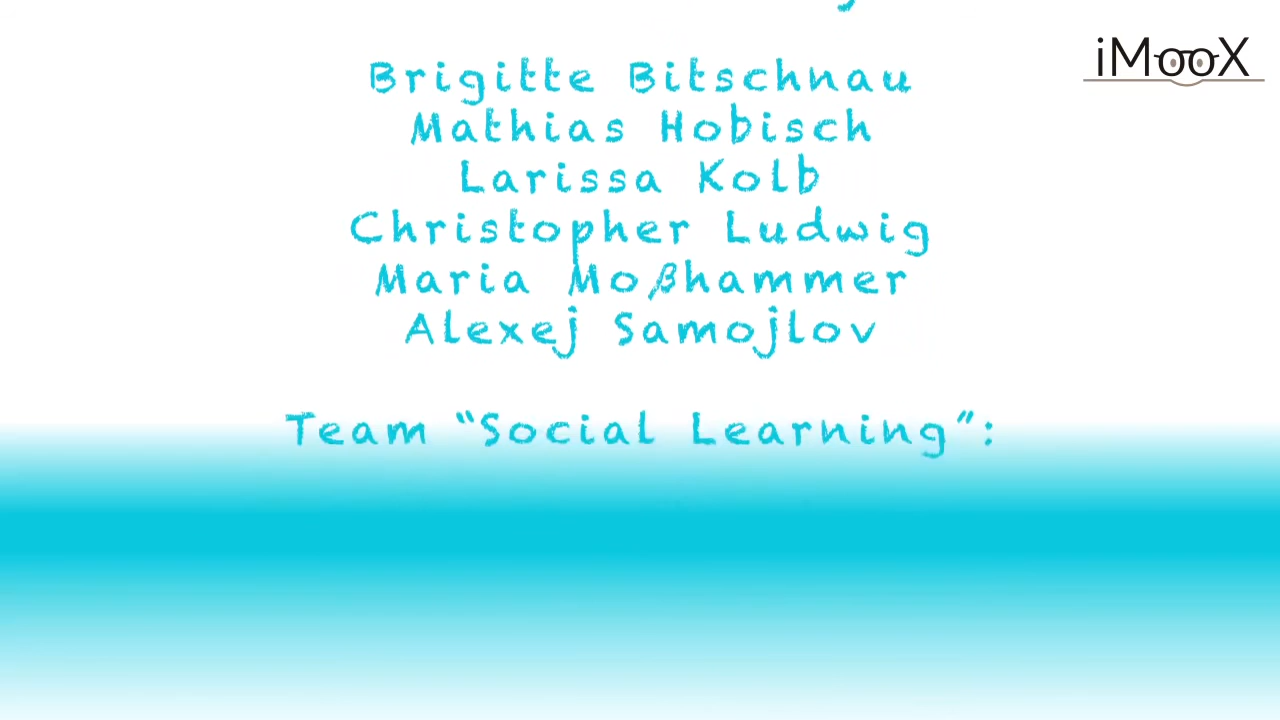 iMooX
Brigitte Bitschnau
Mathias Hobisch
Larissa Kolb
Christopher Ludwig
Maria Moßhammer
Alexej Samojlov
Team “Social Learning”: